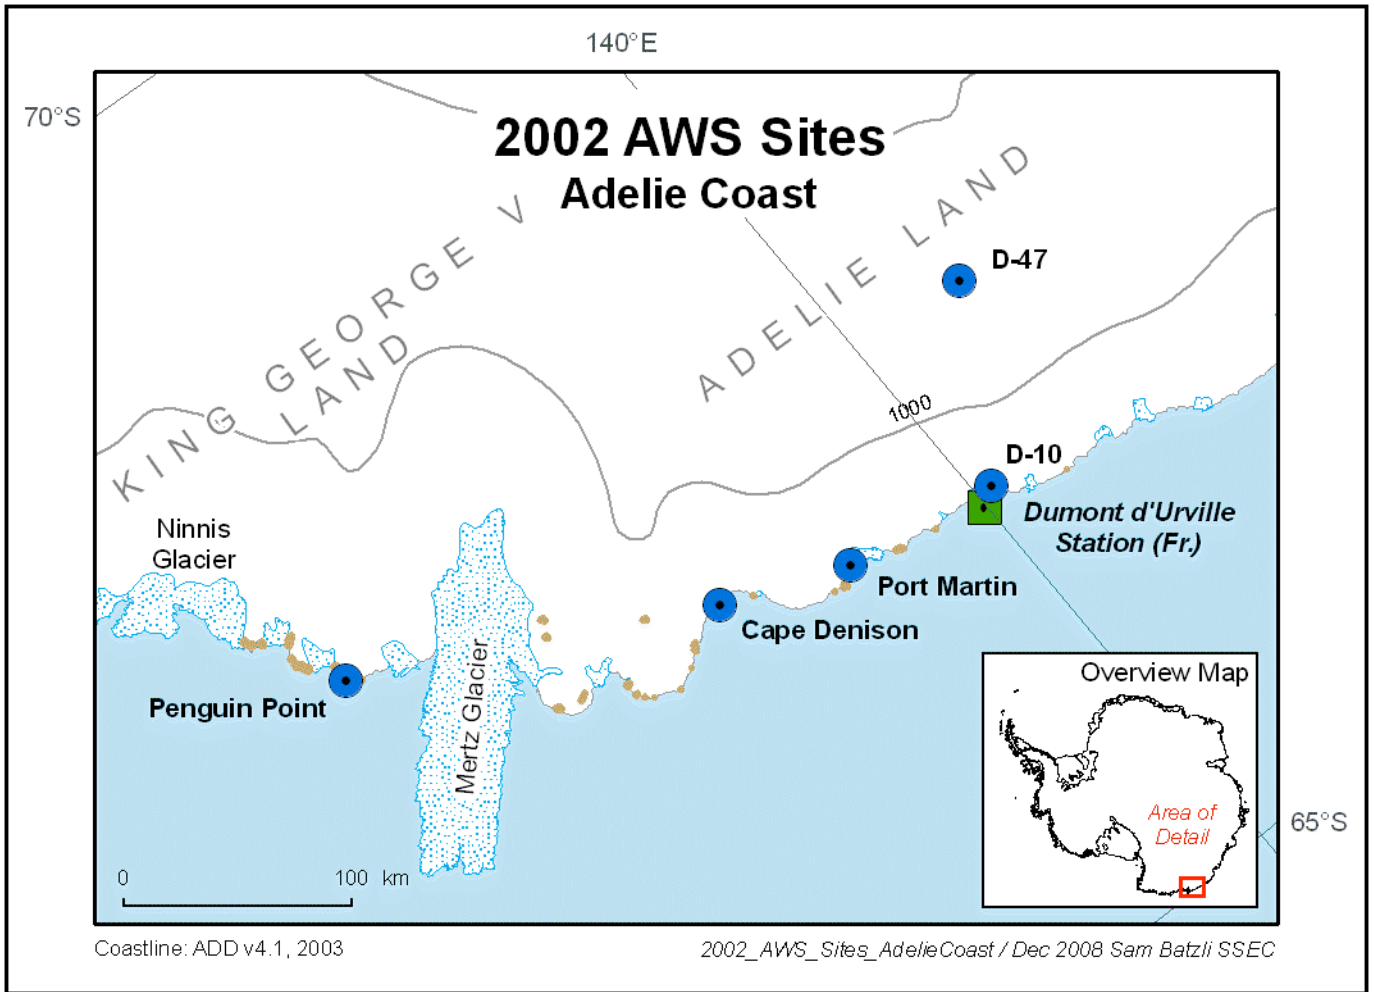 140°E
70°S
2002 AWS Sites
Adelie Coast
KING GEORGE V
LAND
ADELIE LAND
D-47
1000
D-10
Dumont d'Urville
Station (Fr.)
Ninnis
Glacier
Port Martin
Cape Denison
Penguin Point
Mertz Glacier
Overview Map
Area of
Detail
65°S
0 100 km
Coastline: ADD v4.1, 2003
2002_AWS_Sites_AdelieCoast / Dec 2008 Sam Batzli SSEC